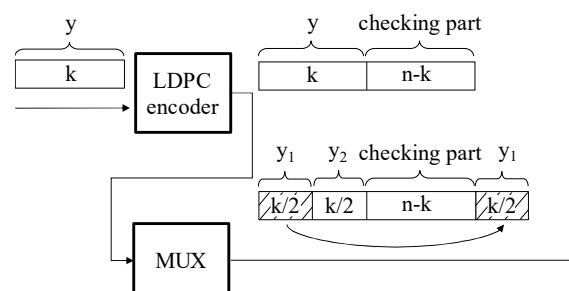 y
k
LDPC
encoder
y checking part
k n-k
y1 y2 checking part y1
k/2 k/2 n-k k/2
MUX